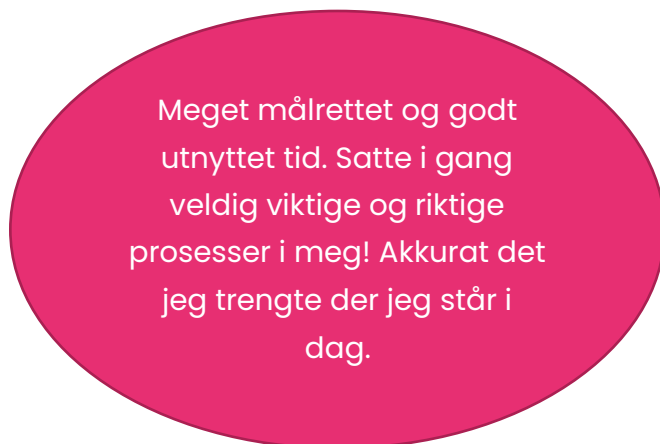 Meget målrettet og godt
utnyttet tid. Satte i gang
veldig viktige og riktige
prosesser i meg! Akkurat det
jeg trengte der jeg står i
dag.